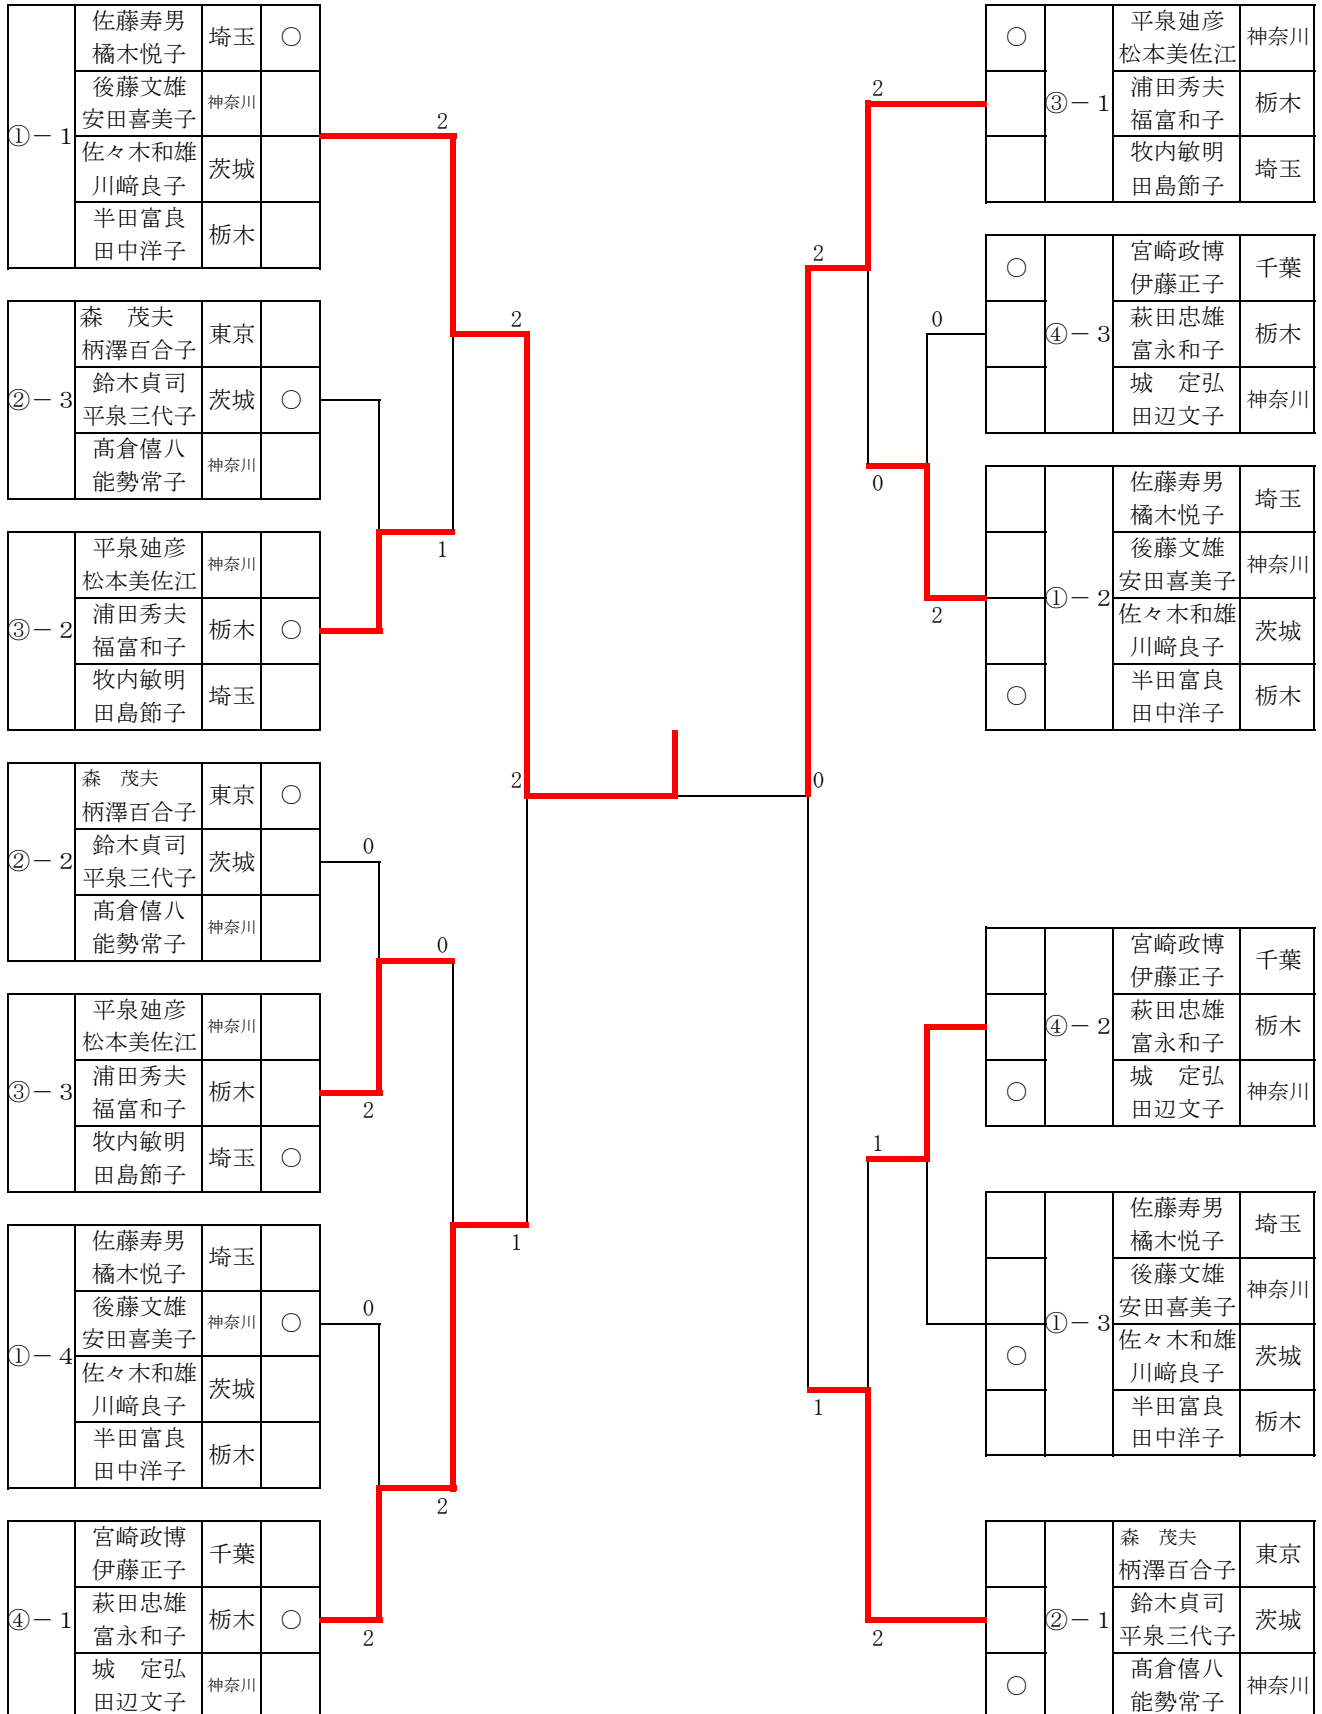 ①－1
佐藤寿男
橘木悦子
埼玉
○
後藤文雄
安田喜美子
神奈川
佐々木和雄
川﨑良子
茨城
半田富良
田中洋子
栃木
②－3
森　茂夫
柄澤百合子
東京
鈴木貞司
平泉三代子
茨城
○
髙倉僖八
能勢常子
神奈川
③－2
平泉廸彦
松本美佐江
神奈川
浦田秀夫
福富和子
栃木
○
牧内敏明
田島節子
埼玉
②－2
森　茂夫
柄澤百合子
東京
○
鈴木貞司
平泉三代子
茨城
髙倉僖八
能勢常子
神奈川
③－3
平泉廸彦
松本美佐江
神奈川
浦田秀夫
福富和子
栃木
牧内敏明
田島節子
埼玉
○
①－4
佐藤寿男
橘木悦子
埼玉
後藤文雄
安田喜美子
神奈川
○
佐々木和雄
川﨑良子
茨城
半田富良
田中洋子
栃木
④－1
宮崎政博
伊藤正子
千葉
萩田忠雄
富永和子
栃木
○
城　定弘
田辺文子
神奈川
2
2
1
2
0
0
2
1
0
2
2
2
2
0
0
2
0
1
1
2
○
③－1
平泉廸彦
松本美佐江
神奈川
浦田秀夫
福富和子
栃木
牧内敏明
田島節子
埼玉
○
④－3
宮崎政博
伊藤正子
千葉
萩田忠雄
富永和子
栃木
城　定弘
田辺文子
神奈川
①－2
佐藤寿男
橘木悦子
埼玉
後藤文雄
安田喜美子
神奈川
佐々木和雄
川﨑良子
茨城
○
半田富良
田中洋子
栃木
④－2
宮崎政博
伊藤正子
千葉
萩田忠雄
富永和子
栃木
○
城　定弘
田辺文子
神奈川
①－3
佐藤寿男
橘木悦子
埼玉
後藤文雄
安田喜美子
神奈川
○
佐々木和雄
川﨑良子
茨城
半田富良
田中洋子
栃木
②－1
森　茂夫
柄澤百合子
東京
鈴木貞司
平泉三代子
茨城
○
髙倉僖八
能勢常子
神奈川